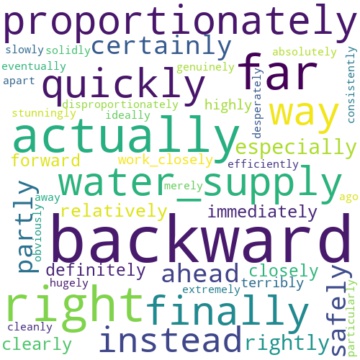 proportionately
slowly solidly certainly absolutely
eventually quickly genuinely far consistently
apart
disproportionately highly desperately way
stunningly ideally
actually especially
forward work_closely efficiently
water_supply
partly merely
away ago
obviously relatively immediately
backward
definitely ahead closely
hugely extremely terribly
right finally safely particularly
cleanly
clearly instead rightly